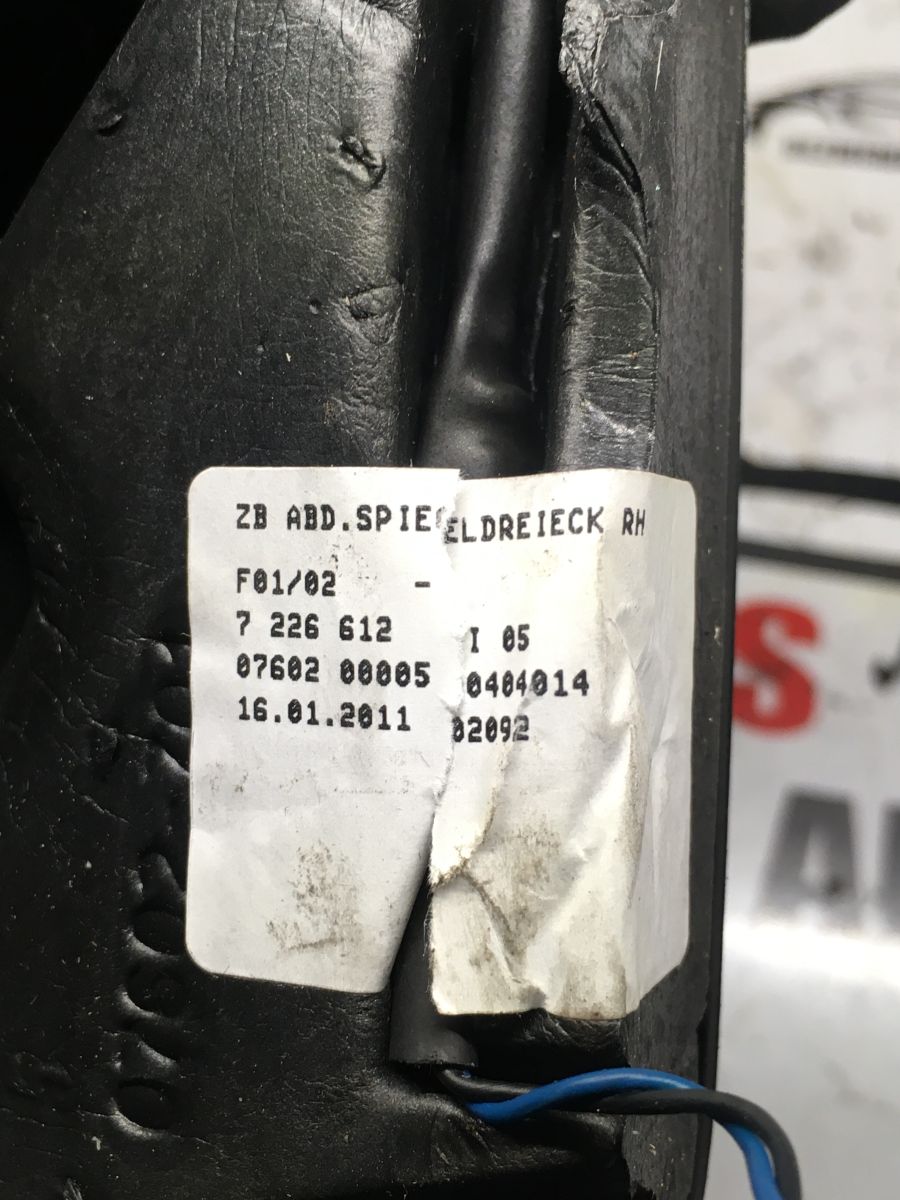 ZB ABD.SPIEGELDREIECK RH
F01/02 -
7 226 612 I 05
07602 00005 0404014
16.01.2011 02092
S